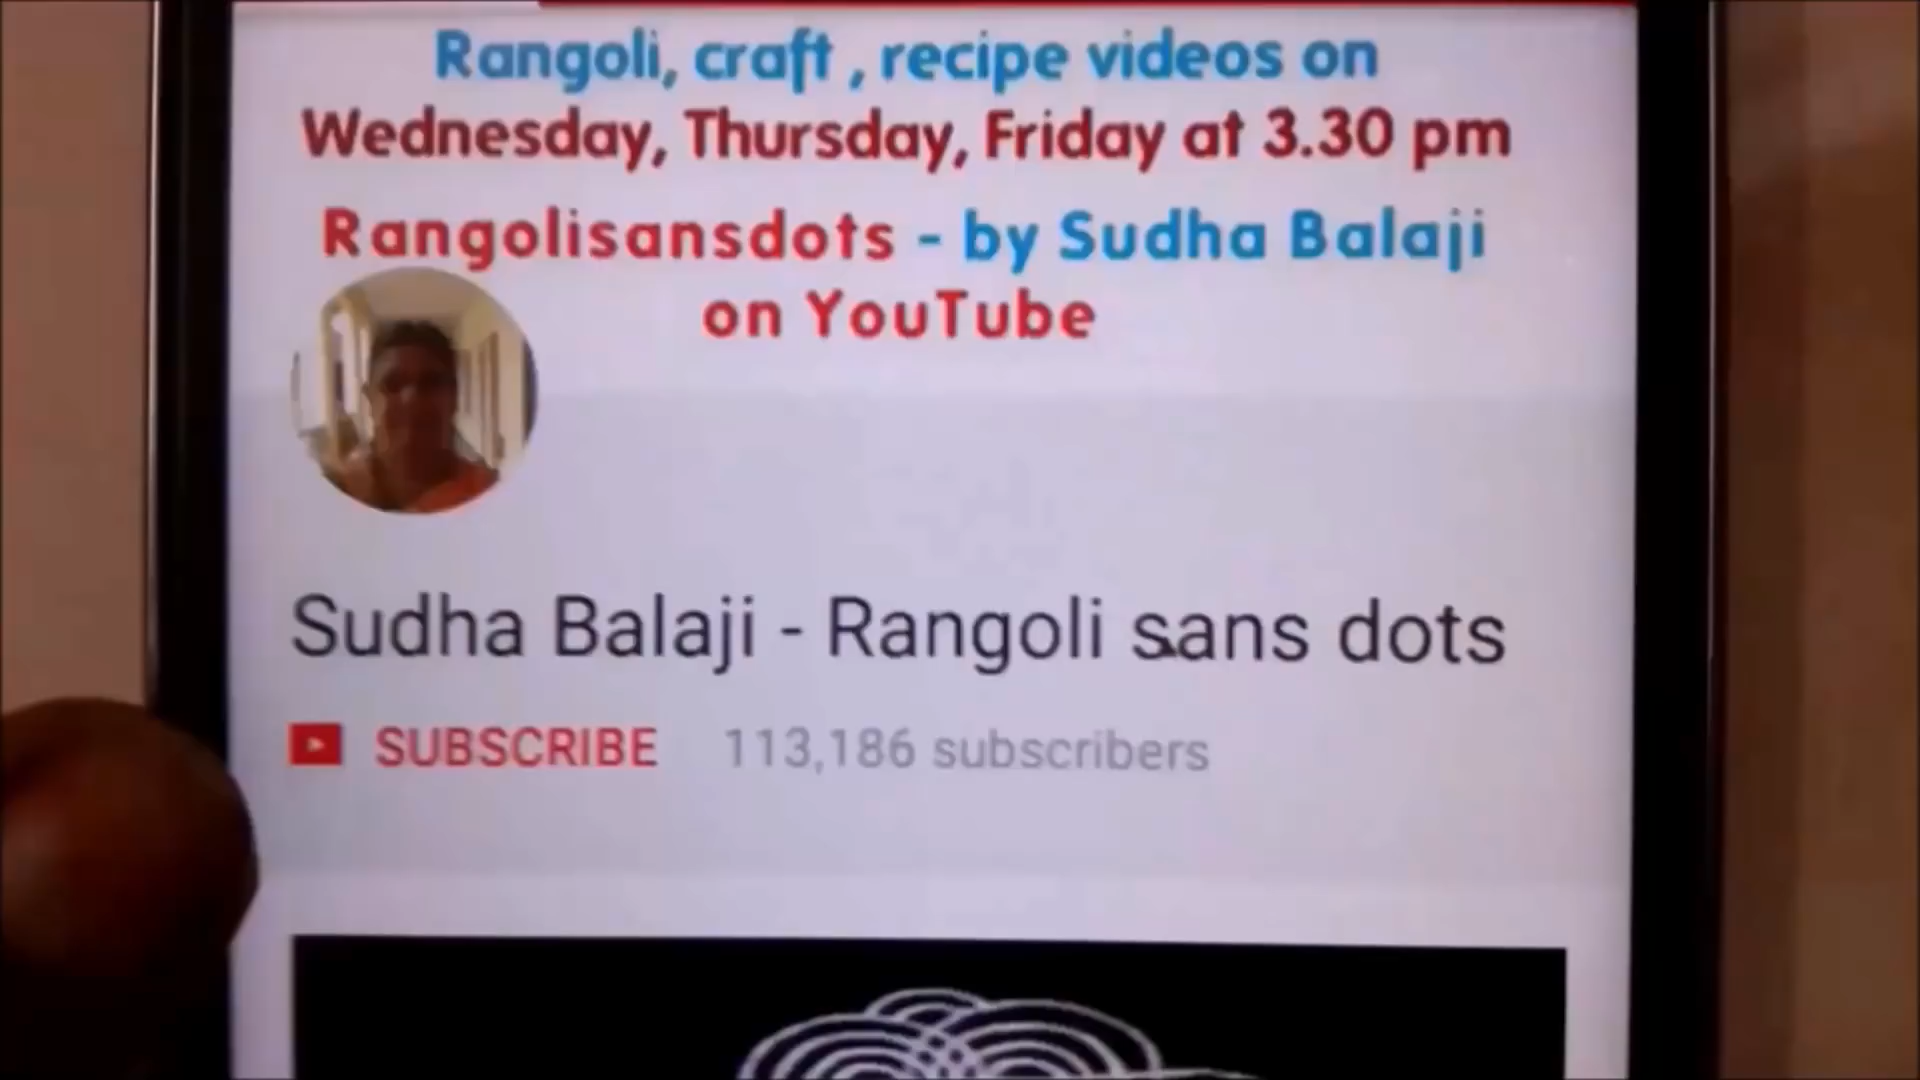 Rangoli, craft , recipe videos on
Wednesday, Thursday, Friday at 3.30 pm
Rangolisansdots - by Sudha Balaji
on YouTube
Sudha Balaji - Rangoli sans dots
SUBSCRIBE 113,186 subscribers